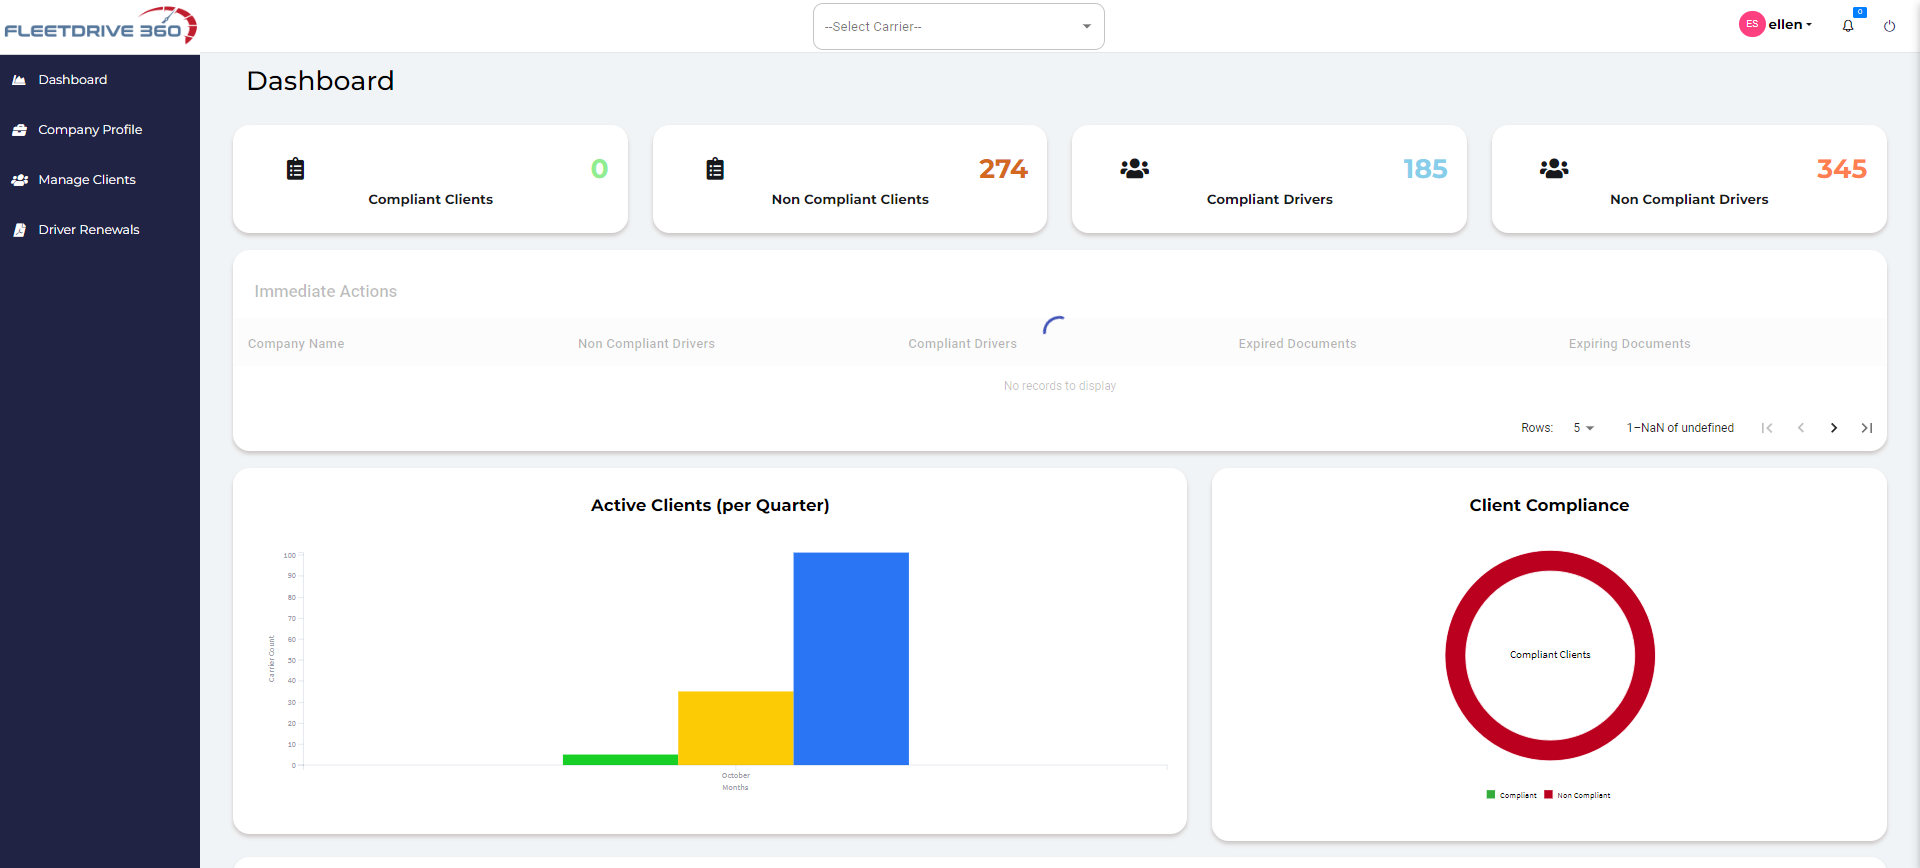 FLEETDRIVE 360
--Select Carrier--
ES ellen
0
Dashboard
Company Profile
Manage Clients
Driver Renewals
Dashboard
0
Compliant Clients
274
Non Compliant Clients
185
Compliant Drivers
345
Non Compliant Drivers
Immediate Actions
Company Name Non Compliant Drivers Compliant Drivers Expired Documents Expiring Documents
No records to display
Rows: 5 1–NaN of undefined
Active Clients (per Quarter)
100
90
80
70
60
50
40
30
20
10
0
Carrier Count
October
Months
Client Compliance
Compliant Clients
Compliant Non Compliant